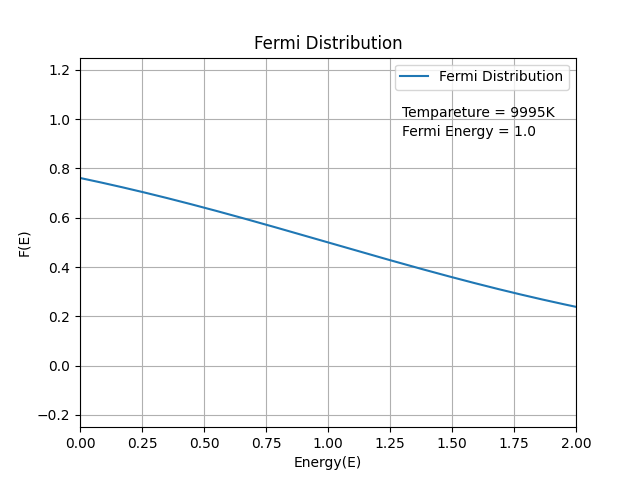 Fermi Distribution
Fermi Distribution
Tempareture = 9995K
Fermi Energy = 1.0
1.2
1.0
0.8
0.6
0.4
0.2
0.0
−0.2
F(E)
0.00 0.25 0.50 0.75 1.00 1.25 1.50 1.75 2.00
Energy(E)